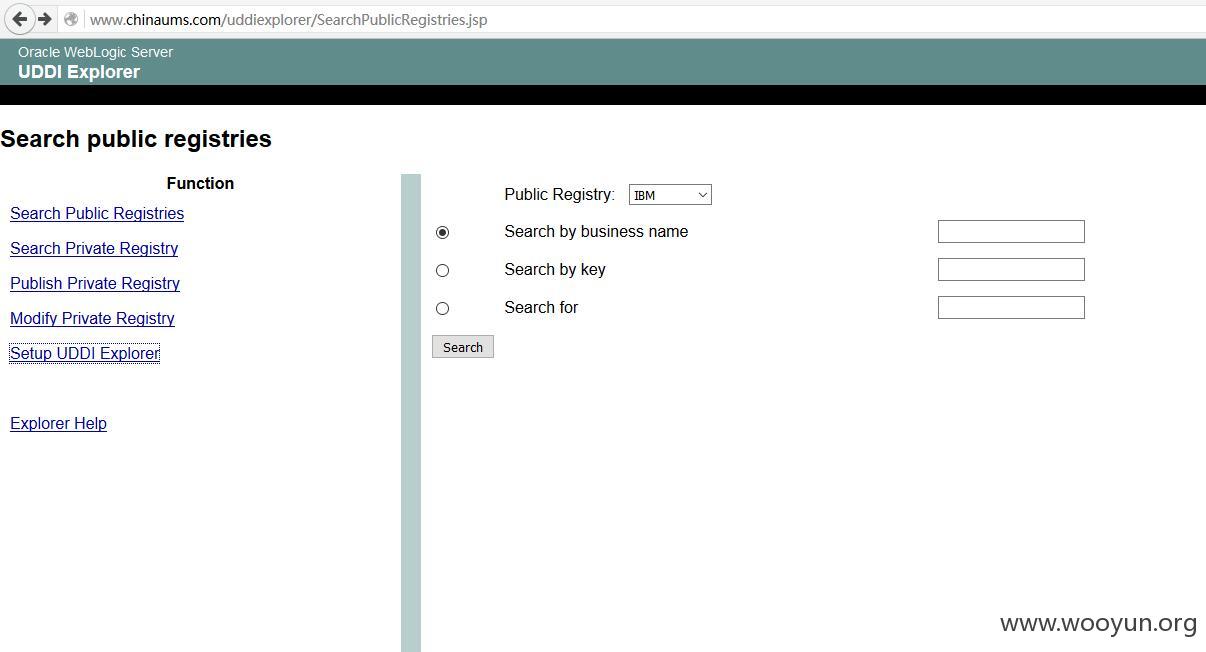 www.chinaums.com/uddiexplorer/SearchPublicRegistries.jsp
Oracle WebLogic Server
UDDI Explorer
Search public registries
Function
Search Public Registries
Search Private Registry
Publish Private Registry
Modify Private Registry
Setup UDDI Explorer
Explorer Help
Public Registry: IBM
Search by business name
Search by key
Search for
Search
www.wooyun.org